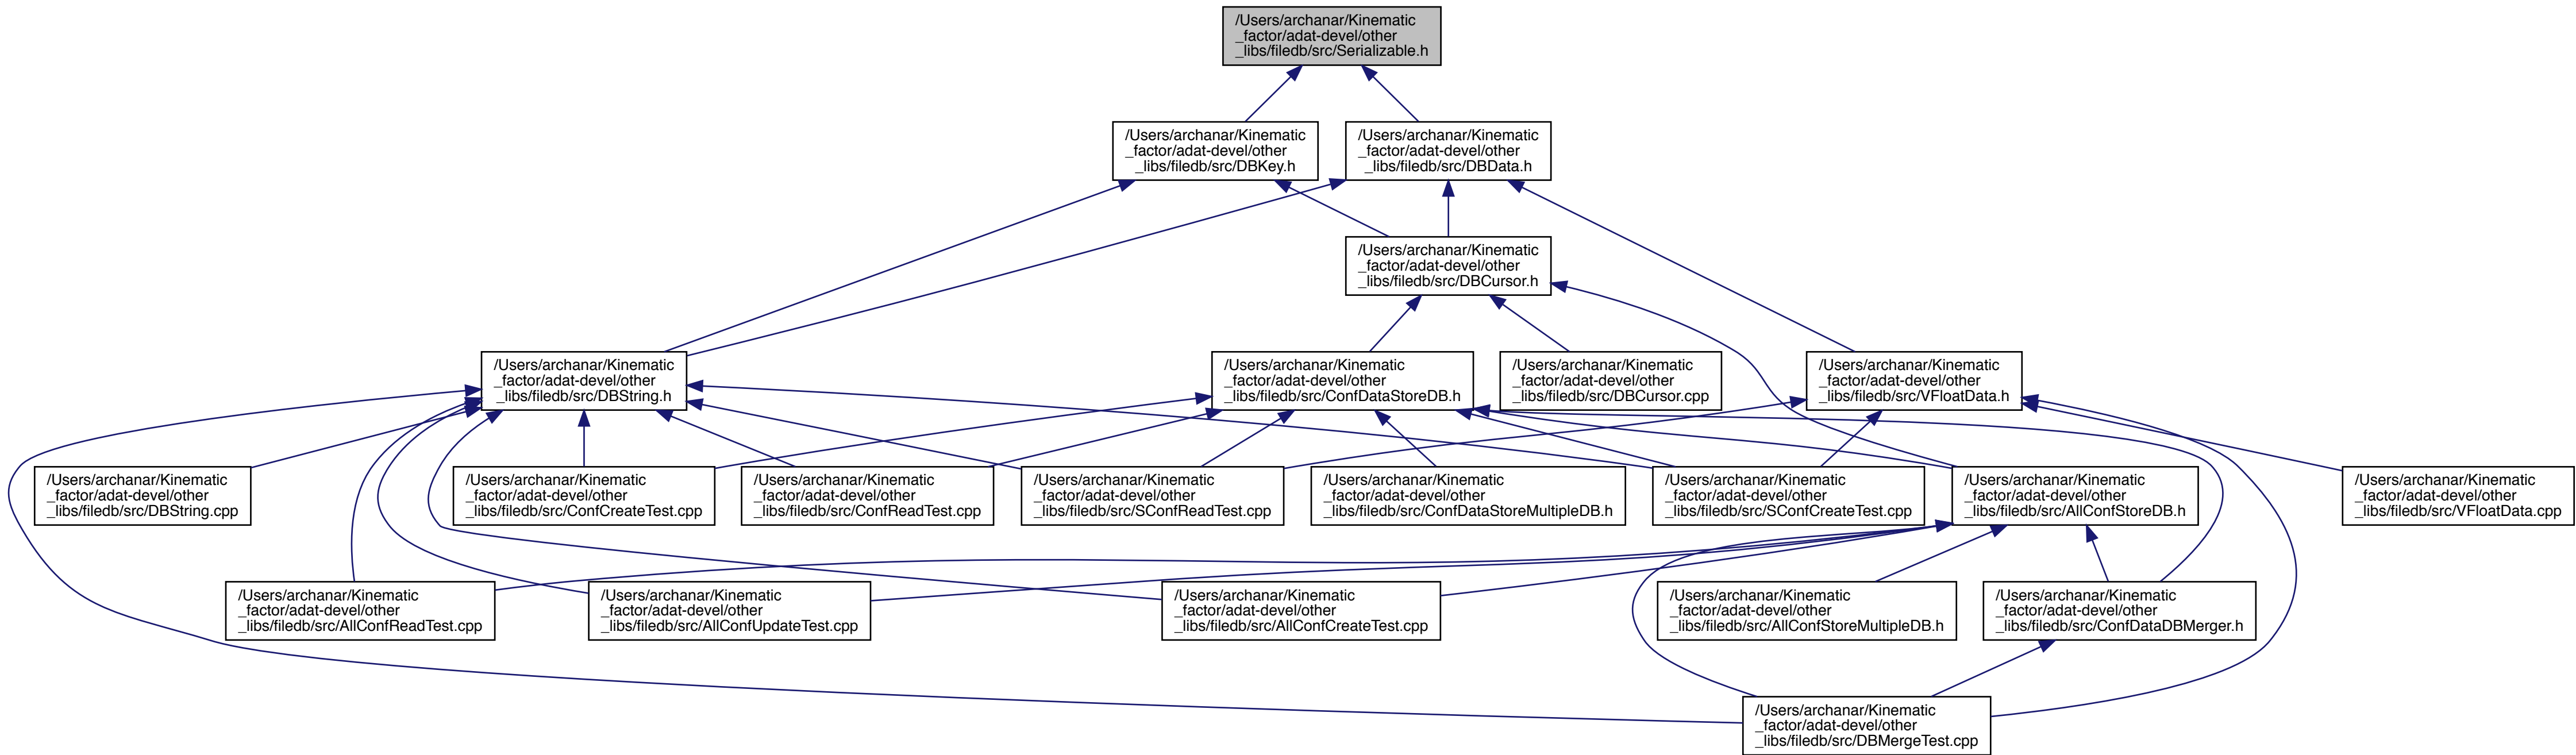 /Users/archanar/Kinematic
_factor/adat-devel/other
_libs/filedb/src/Serializable.h
/Users/archanar/Kinematic
_factor/adat-devel/other
_libs/filedb/src/DBKey.h
/Users/archanar/Kinematic
_factor/adat-devel/other
_libs/filedb/src/DBData.h
/Users/archanar/Kinematic
_factor/adat-devel/other
_libs/filedb/src/DBCursor.h
/Users/archanar/Kinematic
_factor/adat-devel/other
_libs/filedb/src/DBString.h
/Users/archanar/Kinematic
_factor/adat-devel/other
_libs/filedb/src/ConfDataStoreDB.h
/Users/archanar/Kinematic
_factor/adat-devel/other
_libs/filedb/src/DBCursor.cpp
/Users/archanar/Kinematic
_factor/adat-devel/other
_libs/filedb/src/VFloatData.h
/Users/archanar/Kinematic
_factor/adat-devel/other
_libs/filedb/src/DBString.cpp
/Users/archanar/Kinematic
_factor/adat-devel/other
_libs/filedb/src/ConfCreateTest.cpp
/Users/archanar/Kinematic
_factor/adat-devel/other
_libs/filedb/src/ConfReadTest.cpp
/Users/archanar/Kinematic
_factor/adat-devel/other
_libs/filedb/src/SConfReadTest.cpp
/Users/archanar/Kinematic
_factor/adat-devel/other
_libs/filedb/src/ConfDataStoreMultipleDB.h
/Users/archanar/Kinematic
_factor/adat-devel/other
_libs/filedb/src/SConfCreateTest.cpp
/Users/archanar/Kinematic
_factor/adat-devel/other
_libs/filedb/src/AllConfStoreDB.h
/Users/archanar/Kinematic
_factor/adat-devel/other
_libs/filedb/src/VFloatData.cpp
/Users/archanar/Kinematic
_factor/adat-devel/other
_libs/filedb/src/AllConfReadTest.cpp
/Users/archanar/Kinematic
_factor/adat-devel/other
_libs/filedb/src/AllConfUpdateTest.cpp
/Users/archanar/Kinematic
_factor/adat-devel/other
_libs/filedb/src/AllConfCreateTest.cpp
/Users/archanar/Kinematic
_factor/adat-devel/other
_libs/filedb/src/AllConfStoreMultipleDB.h
/Users/archanar/Kinematic
_factor/adat-devel/other
_libs/filedb/src/ConfDataDBMerger.h
/Users/archanar/Kinematic
_factor/adat-devel/other
_libs/filedb/src/DBMergeTest.cpp